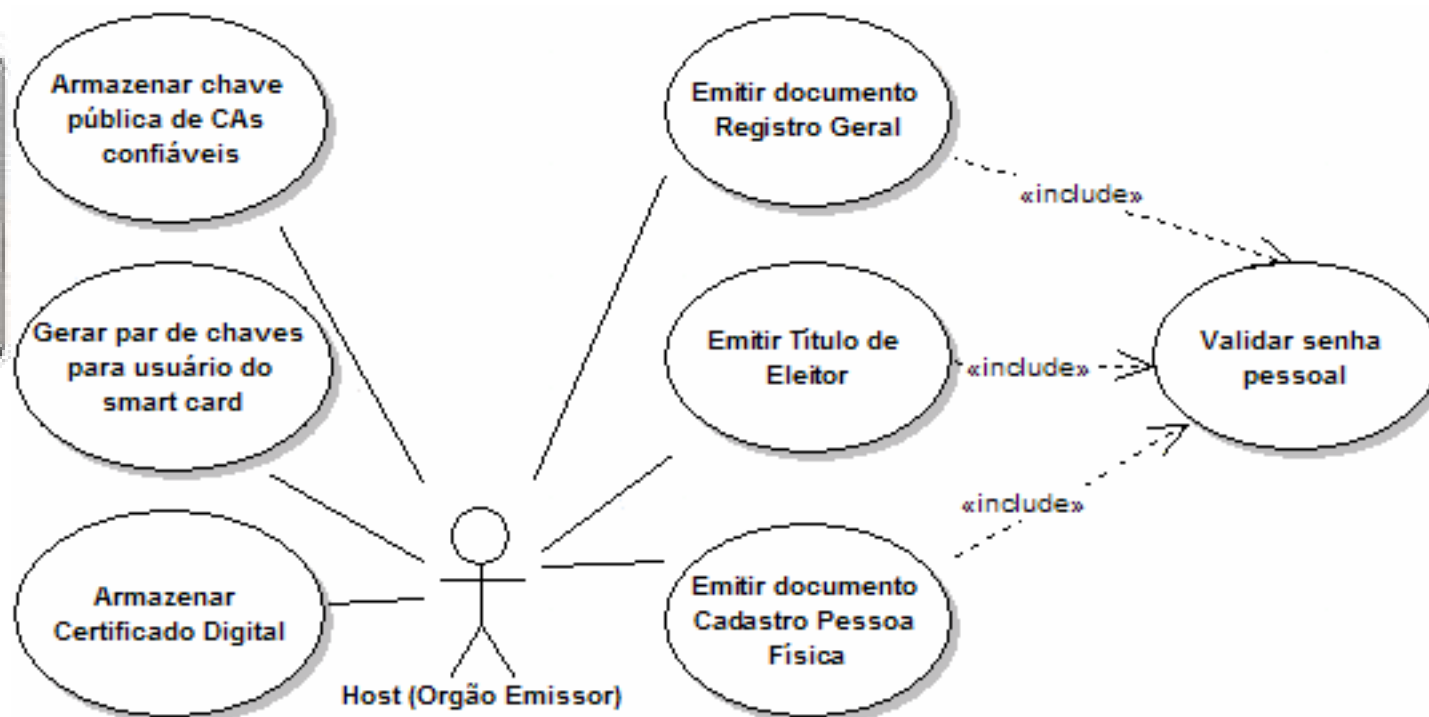 Armazenar chave
pública de CAs
confiáveis
Emitir documento
Registro Geral
«include»
Gerar par de chaves
para usuário do
smart card
Emitir Título de
Eleitor
«include»
Validar senha
pessoal
«include»
Armazenar
Certificado Digital
Emitir documento
Cadastro Pessoa
Física
Host (Orgão Emissor)